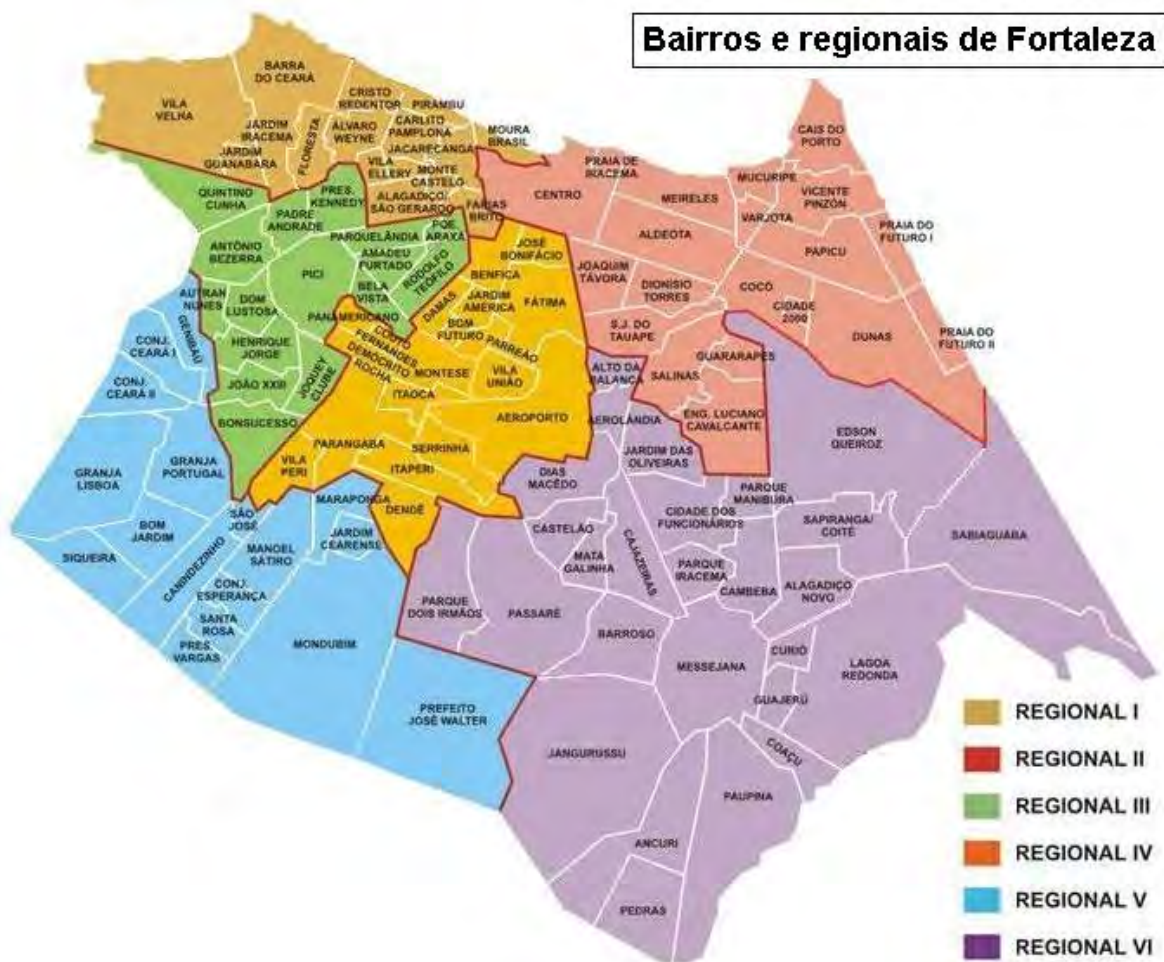 Bairros e regionais de Fortaleza
BARRA
DO CEARÁ
VILA
VELHA
CRISTO
REDENTOR
PIRAMBU
JARDIM
IRACEMA
FLORESTA
ÁLVARO
WEYNE
CARLITO
PAMPLONA
JACARECANGA
MOURA
BRASIL
JARDIM
GUANABARA
VILA
ELLERY
MONTE
CASTELO
ALAGADIÇO/
SÃO GERARDO
FARIAS
BRITO
QUINTINO
CUNHA
PRES.
KENNEDY
PADRE
ANDRADE
PARQUELÂNDIA
PQE
ARAXÁ
ANTÔNIO
BEZERRA
PICI
AMADEU
FURTADO
RODOLFO
TEÓFILO
BELA
VISTA
AUTRAN
NUNES
DOM
LUSTOSA
PANAMERICANO
HENRIQUE
JORGE
JOÃO XXIII
JOQUEY
CLUBE
BONSUCESSO
CENTRO
PRAIA DE
IRACEMA
MEIRELES
MUCURIPE
CAIS DO
PORTO
VARJOTA
VICENTE
PINZÓN
PRAIA DO
FUTURO I
ALDEOTA
PAPICU
JOAQUIM
TÁVORA
DIONÍSIO
TORRES
COCÓ
CIDADE
2000
DUNAS
PRAIA DO
FUTURO II
S.J. DO
TAUAPE
GUARARAPES
SALINAS
ENG. LUCIANO
CAVALCANTE
JOSÉ
BONIFÁCIO
BENFICA
DAMAS
JARDIM
AMÉRICA
FÁTIMA
BOM
FUTURO
PARREÃO
COUTO
FERNANDES
DEMÓCRITO
ROCHA
MONTESE
VILA
UNIÃO
ITAOCA
AEROPORTO
PARANGABA
SERRINHA
VILA
PERI
ITAPERI
DENDÊ
CONJ.
CEARÁ I
GENIBAÚ
CONJ.
CEARÁ II
GRANJA
LISBOA
GRANJA
PORTUGAL
BOM
JARDIM
SIQUEIRA
SÃO
JOSÉ
CANINDEZINHO
MARAPONGA
JARDIM
CEARENSE
MANOEL
SÁTIRO
CONJ.
ESPERANÇA
SANTA
ROSA
PRES.
VARGAS
MONDUBIM
PREFEITO
JOSÉ WALTER
ALTO DA
BALANÇA
AEROLÂNDIA
JARDIM DAS
OLIVEIRAS
EDSON
QUEIROZ
DIAS
MACÊDO
PARQUE
MANIBURA
CIDADE DOS
FUNCIONÁRIOS
CASTELÃO
MATA
GALINHA
CAJAZEIRAS
SAPIRANGA/
COITÉ
SABIAGUABA
PARQUE
IRACEMA
CAMBEBA
ALAGADIÇO
NOVO
PARQUE
DOIS IRMÃOS
PASSARÉ
BARROSO
MESSEJANA
CURIÓ
LAGOA
REDONDA
GUAJERÚ
COAÇU
JANGURUSSU
PAUPINA
ANCURI
PEDRAS
REGIONAL I
REGIONAL II
REGIONAL III
REGIONAL IV
REGIONAL V
REGIONAL VI